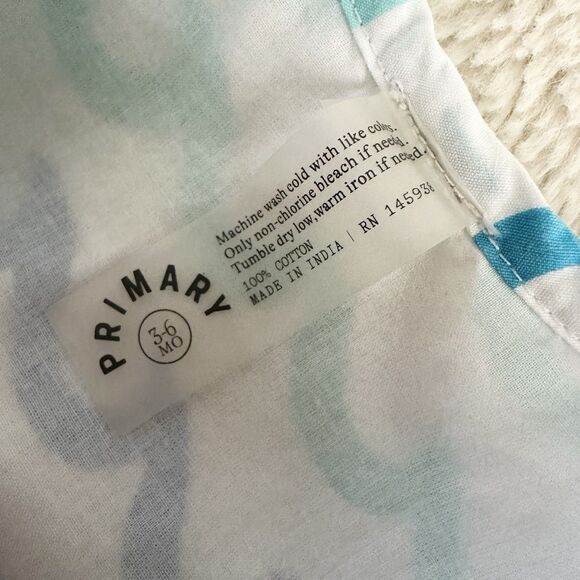 PRIMARY
3-6
MO
Machine wash cold with like colors.
Only non-chlorine bleach if needed.
Tumble dry low, warm iron if needed.
100% COTTON
MADE IN INDIA | RN 14593